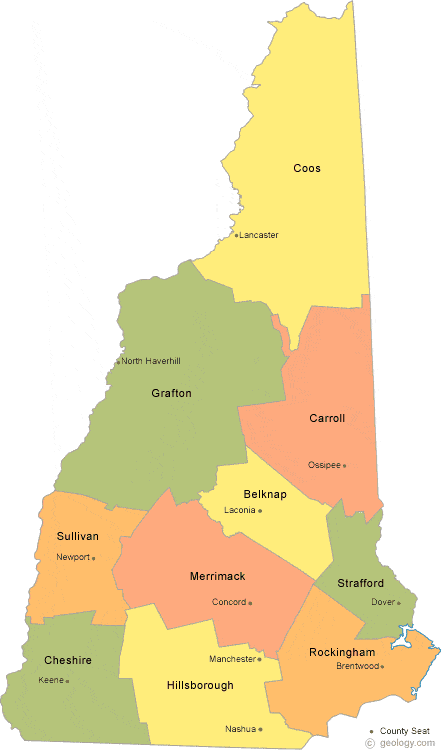 Coos
Lancaster
North Haverhill
Grafton
Carroll
Ossipee
Belknap
Laconia
Sullivan
Newport
Merrimack
Concord
Strafford
Dover
Cheshire
Keene
Hillsborough
Manchester
Nashua
Rockingham
Brentwood
County Seat
© geology.com